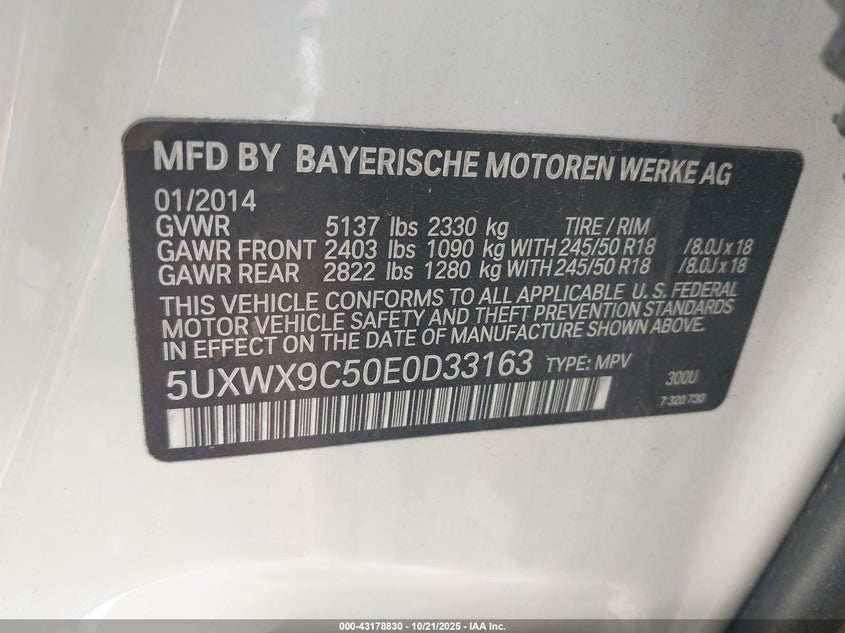 MFD BY BAYERISCHE MOTOREN WERKE AG
01/2014
GVWR 5137 lbs 2330 kg TIRE / RIM
GAWR FRONT 2403 lbs 1090 kg WITH 245/50 R18 /8.0J x 18
GAWR REAR 2822 lbs 1280 kg WITH 245/50 R18 /8.0J x 18
THIS VEHICLE CONFORMS TO ALL APPLICABLE U. S. FEDERAL
MOTOR VEHICLE SAFETY AND THEFT PREVENTION STANDARDS
IN EFFECT ON THE DATE OF MANUFACTURE SHOWN ABOVE.
5UXWX9C50E0D33163 TYPE: MPV 300U
7 320 730
000-43178830 - 10/21/2025 - IAA Inc.